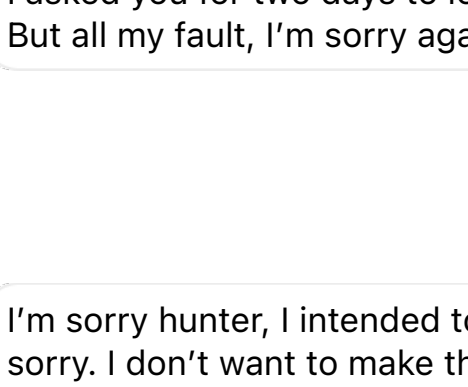 I asked you for two days to
But all my fault, I'm sorry
I'm sorry hunter, I intended
sorry. I don't want to make